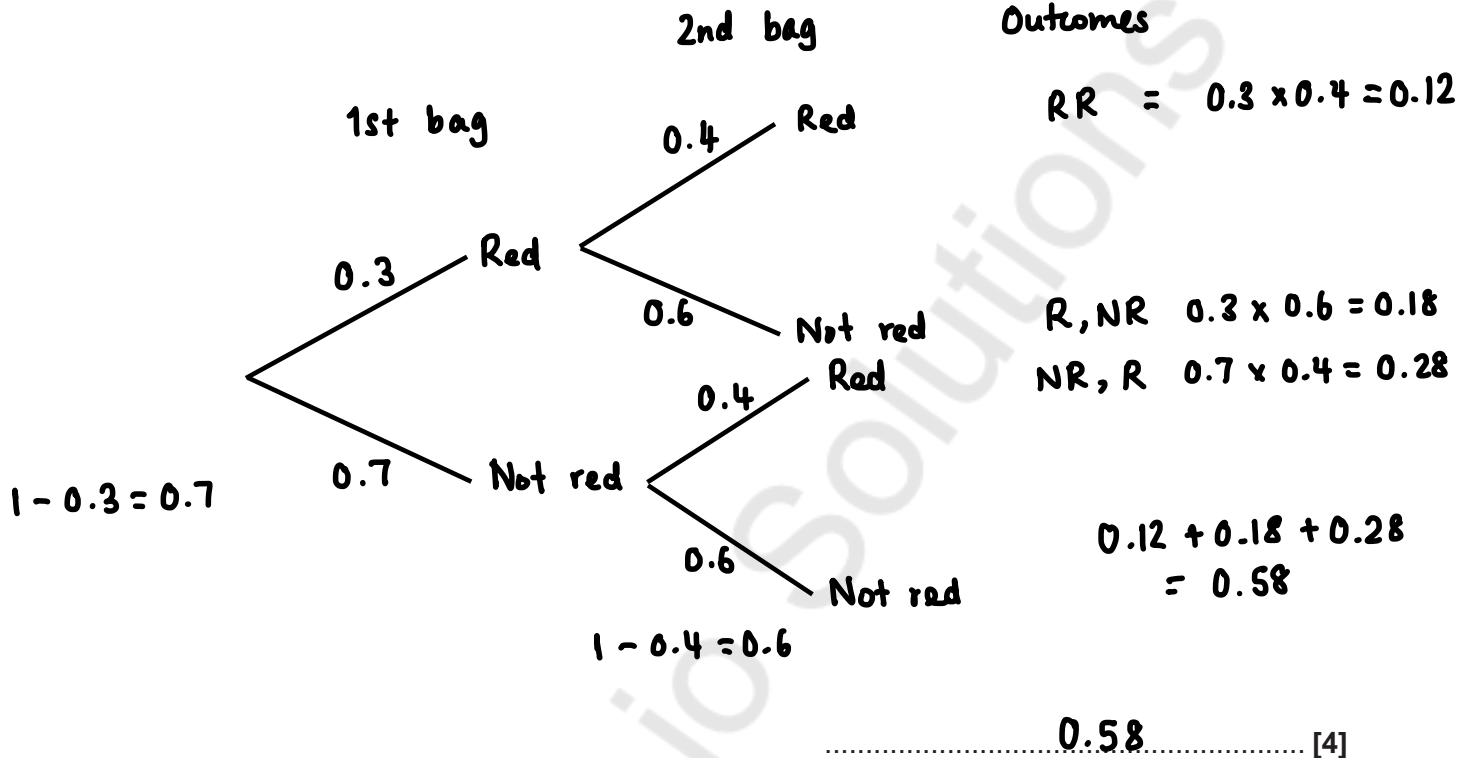 2nd bag Outcomes
1st bag
RR = 0.3 x 0.4 = 0.12
0.4 Red
0.3 Red
0.6 Not red
R, NR 0.3 x 0.6 = 0.18
0.4 Red
NR, R 0.7 x 0.4 = 0.28
1 - 0.3 = 0.7
0.7 Not red
0.12 + 0.18 + 0.28
= 0.58
0.6 Not red
1 - 0.4 = 0.6
0.58 [4]
Solutions